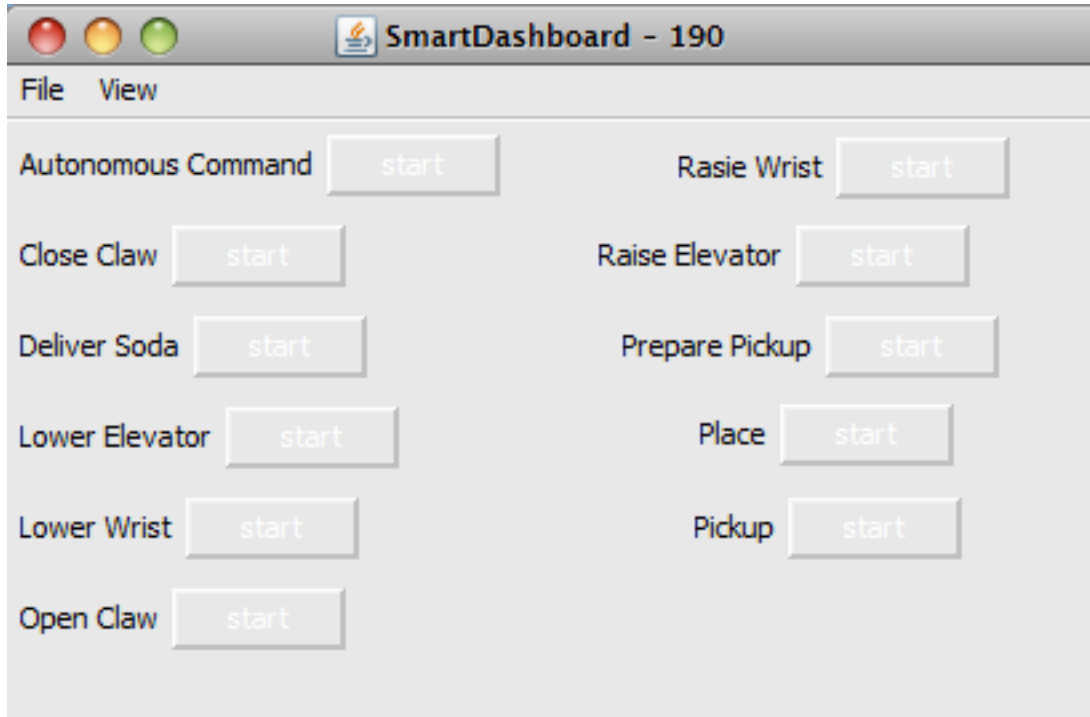 SmartDashboard - 190
File View
Autonomous Command start
Rasie Wrist start
Close Claw start
Raise Elevator start
Deliver Soda start
Prepare Pickup start
Lower Elevator start
Place start
Lower Wrist start
Pickup start
Open Claw start